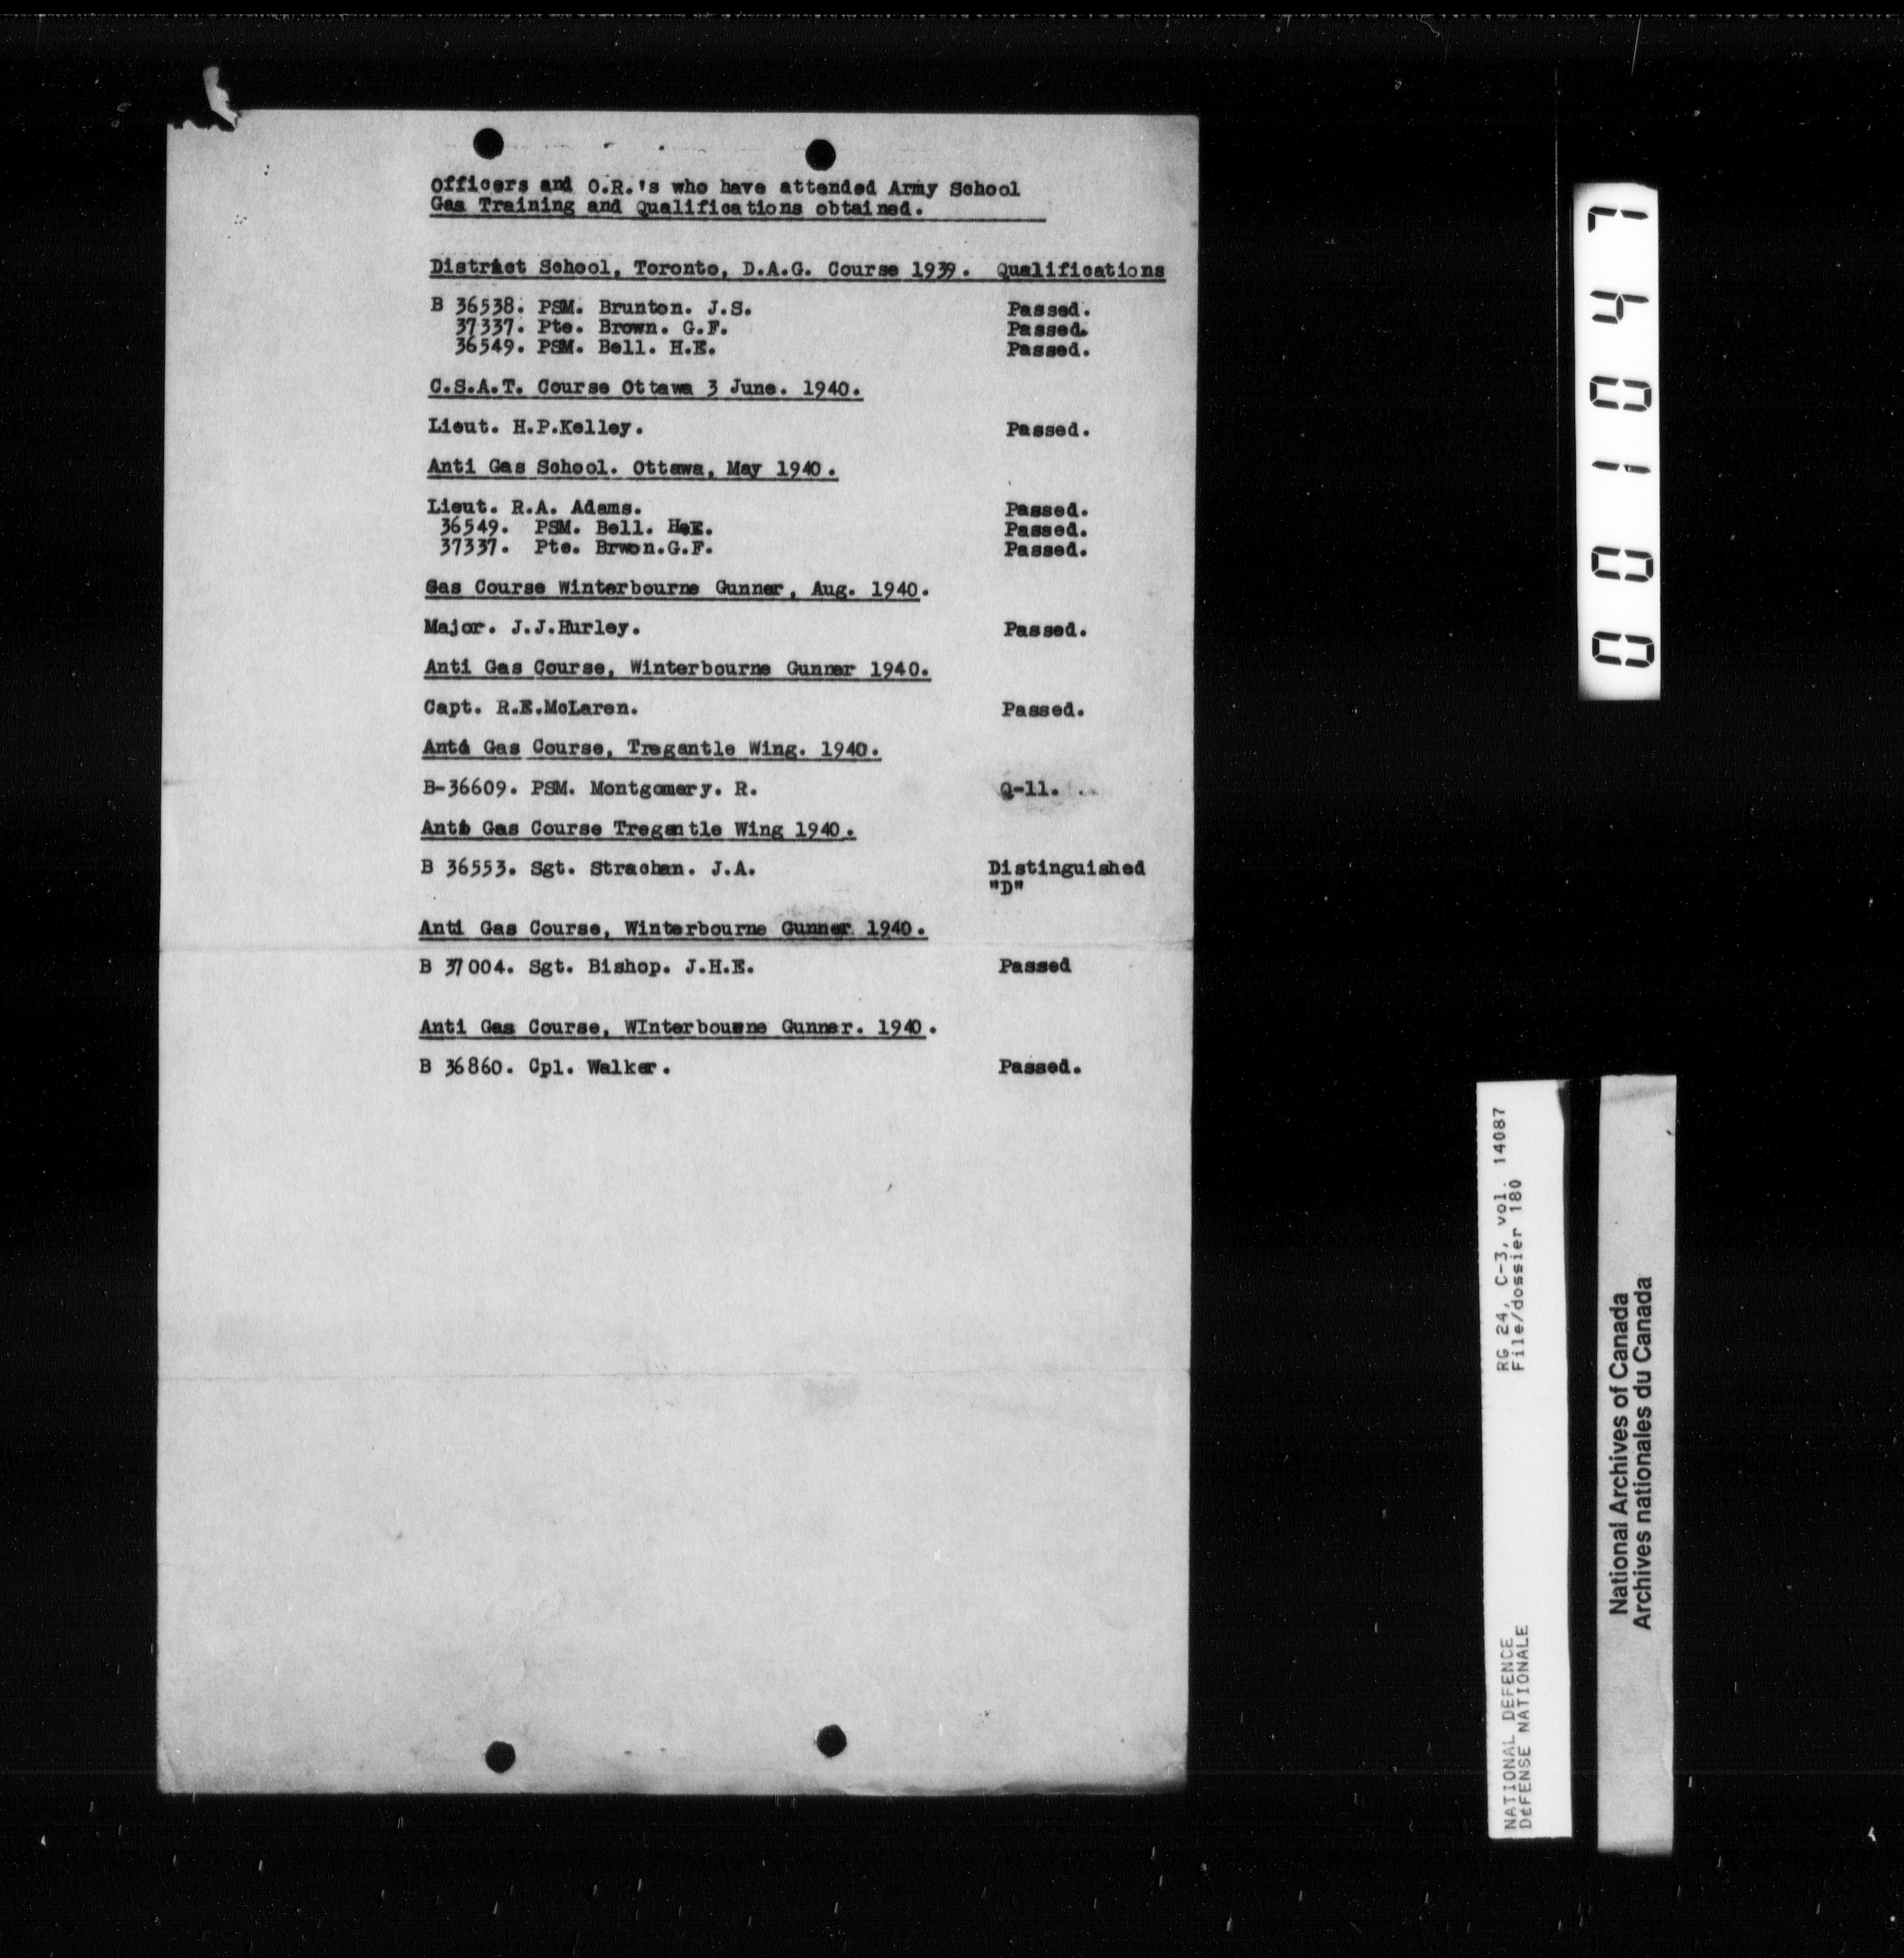 Officers and O.R.'s who have attended Army School
Gas Training and Qualifications obtained.
District School, Toronto, D.A.G. Course 1939. Qualifications
B 36538. PSM. Brunton. J.S. Passed.
37337. Pte. Brown. G.F. Passed.
36549. PSM. Bell. H.E. Passed.
C.S.A.T. Course Ottawa 3 June. 1940.
Lieut. H.P.Kelley. Passed.
Anti Gas School. Ottawa, May 1940.
Lieut. R.A. Adams. Passed.
36549. PSM. Bell. H.E. Passed.
37337. Pte. Brwon.G.F. Passed.
Gas Course Winterbourne Gunner, Aug. 1940.
Major. J.J.Hurley. Passed.
Anti Gas Course, Winterbourne Gunner 1940.
Capt. R.E.McLaren. Passed.
Anti Gas Course, Tregantle Wing. 1940.
B-36609. PSM. Montgomery. R. Q-11.
Anti Gas Course Tregantle Wing 1940.
B 36553. Sgt. Strachan. J.A. Distinguished
"D"
Anti Gas Course, Winterbourne Gunner 1940.
B 37004. Sgt. Bishop. J.H.E. Passed
Anti Gas Course, WInterbourne Gunner. 1940.
B 36860. Cpl. Walker. Passed.
001047
RG 24, C-3, vol. 14087
File/dossier 180
NATIONAL DEFENCE
DéFENSE NATIONALE
National Archives of Canada
Archives nationales du Canada